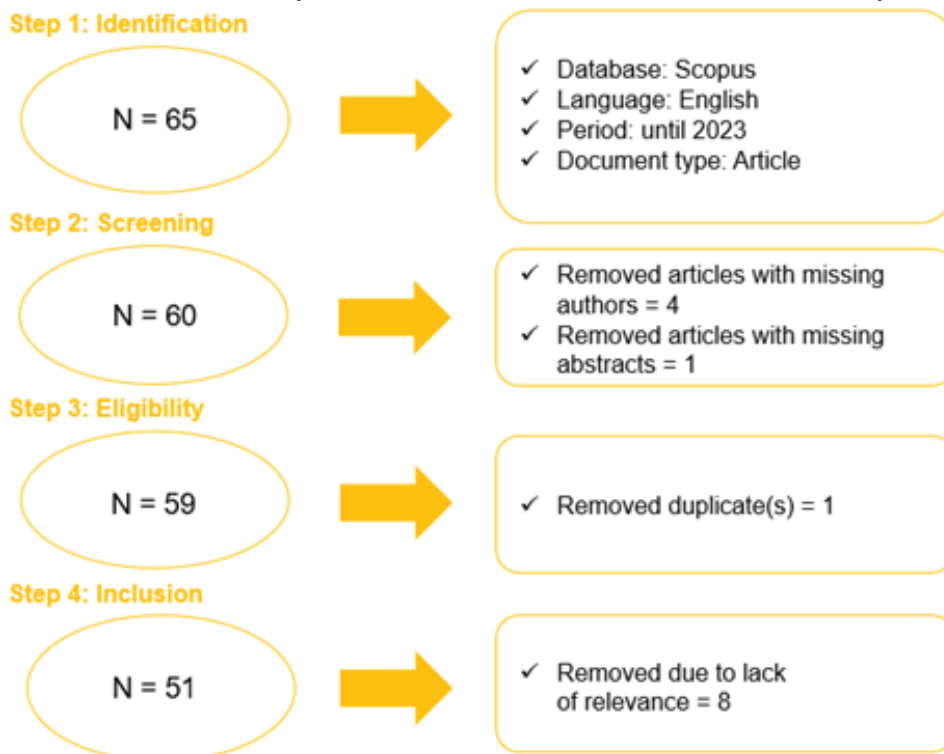 Step 1: Identification
N = 65
✓ Database: Scopus
✓ Language: English
✓ Period: until 2023
✓ Document type: Article
Step 2: Screening
N = 60
✓ Removed articles with missing
authors = 4
✓ Removed articles with missing
abstracts = 1
Step 3: Eligibility
N = 59
✓ Removed duplicate(s) = 1
Step 4: Inclusion
N = 51
✓ Removed due to lack
of relevance = 8